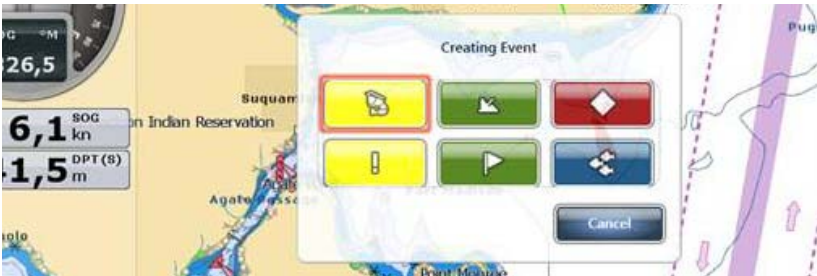 °M
26,5
6,1 SOG kn
1,5 DPT(S) m
Suquam
on Indian Reservation
Agate Passage
Creating Event
!
Cancel
Point Monroe
Pug